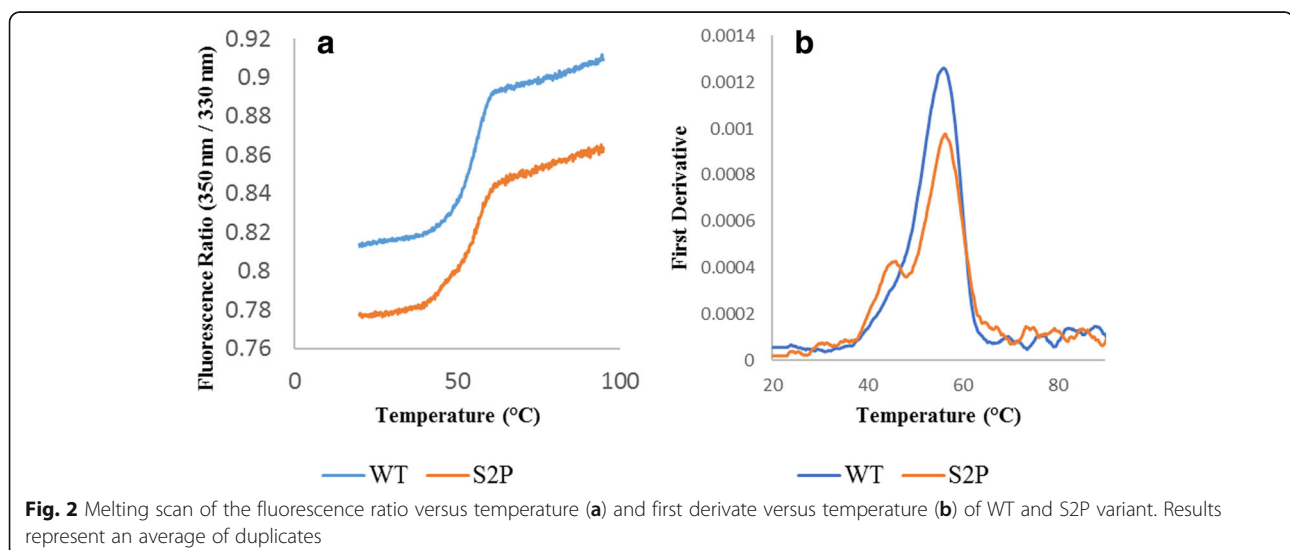 a
0.92
0.9
0.88
0.86
0.84
0.82
0.8
0.78
0.76
Fluorescence Ratio (350 nm / 330 nm)
0
50
100
Temperature (°C)
WT
S2P
b
0.0014
0.0012
0.001
0.0008
0.0006
0.0004
0.0002
0
First Derivative
20
40
60
80
Temperature (°C)
WT
S2P
Fig. 2 Melting scan of the fluorescence ratio versus temperature (a) and first derivate versus temperature (b) of WT and S2P variant. Results
represent an average of duplicates